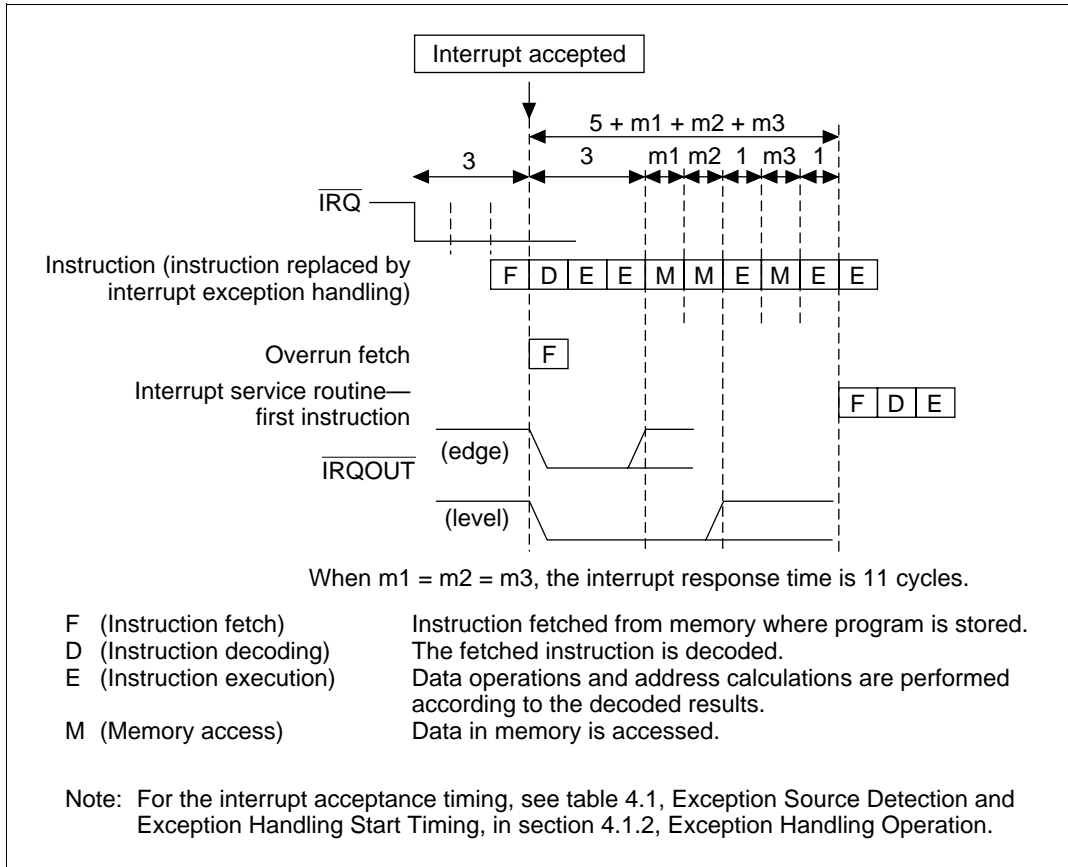 Interrupt accepted
5 + m1 + m2 + m3
3 3 m1 m2 1 m3 1
IRQ
Instruction (instruction replaced by
interrupt exception handling)
F D E E M M E M E E
Overrun fetch
F
Interrupt service routine—
first instruction
F D E
(edge)
IRQOUT
(level)
When m1 = m2 = m3, the interrupt response time is 11 cycles.
F (Instruction fetch) Instruction fetched from memory where program is stored.
D (Instruction decoding) The fetched instruction is decoded.
E (Instruction execution) Data operations and address calculations are performed
according to the decoded results.
M (Memory access) Data in memory is accessed.
Note: For the interrupt acceptance timing, see table 4.1, Exception Source Detection and
Exception Handling Start Timing, in section 4.1.2, Exception Handling Operation.